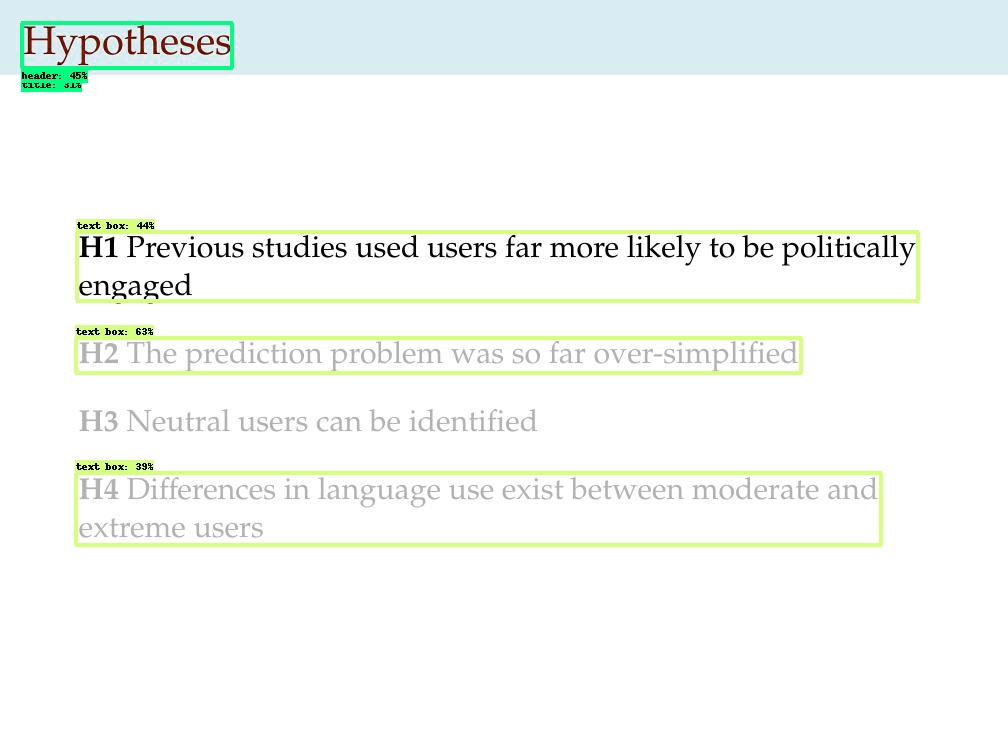 Hypotheses
header: 45%
title: 31%
text box: 44%
H1 Previous studies used users far more likely to be politically
engaged
text box: 63%
H2 The prediction problem was so far over-simplified
H3 Neutral users can be identified
text box: 39%
H4 Differences in language use exist between moderate and
extreme users